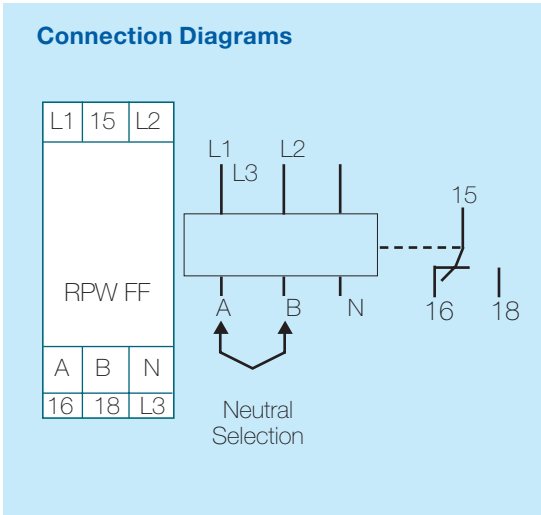 Connection Diagrams
L1 15 L2
RPW FF
A B N
16 18 L3
L1 L2
L3
A B N
Neutral
Selection
15
16 18